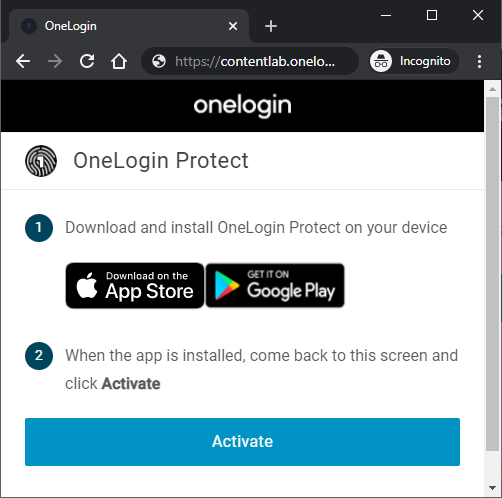 OneLogin
https://contentlab.onelo...
Incognito
onelogin
1
OneLogin Protect
1
Download and install OneLogin Protect on your device
Download on the
App Store
GET IT ON
Google Play
2
When the app is installed, come back to this screen and
click Activate
Activate